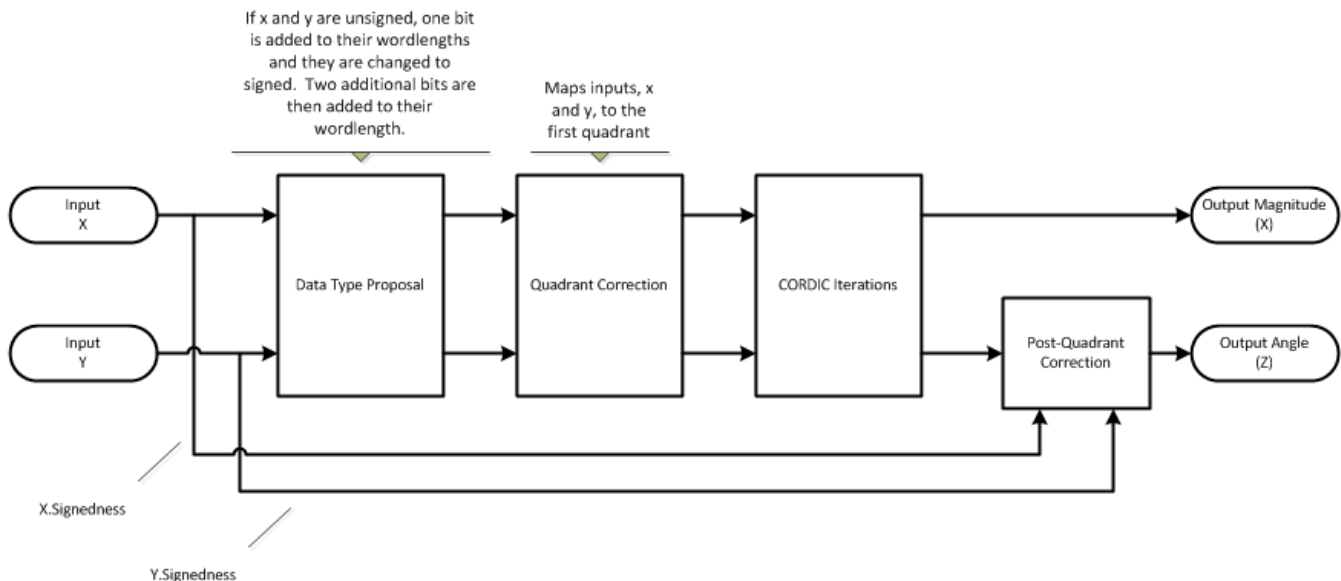 If x and y are unsigned, one bit
is added to their wordlengths
and they are changed to
signed.  Two additional bits are
then added to their
wordlength.
Maps inputs, x
and y, to the
first quadrant
Input
X
Data Type Proposal
Quadrant Correction
CORDIC Iterations
Output Magnitude
(X)
Input
Y
Post-Quadrant
Correction
Output Angle
(Z)
X.Signedness
Y.Signedness